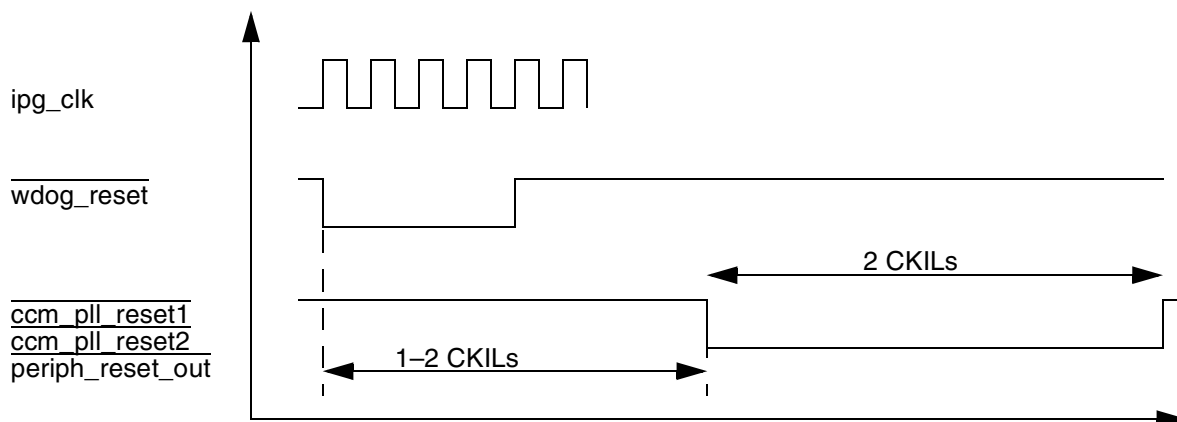 ipg_clk
wdog_reset
2 CKILs
ccm_pll_reset1
ccm_pll_reset2
1–2 CKILs
periph_reset_out